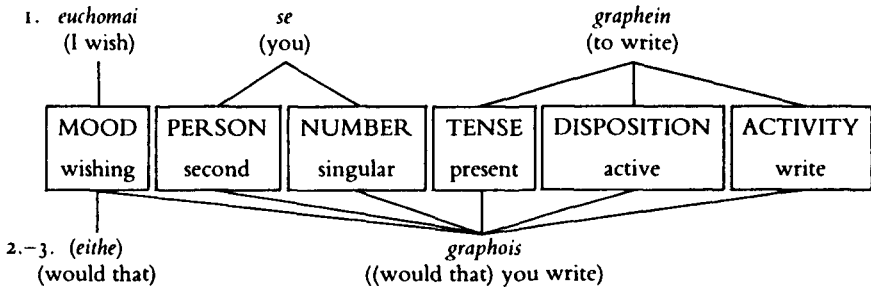 1. euchomai se graphein
(I wish) (you) (to write)
MOOD PERSON NUMBER TENSE DISPOSITION ACTIVITY
wishing second singular present active write
2.–3. (eithe) graphois
(would that) ((would that) you write)